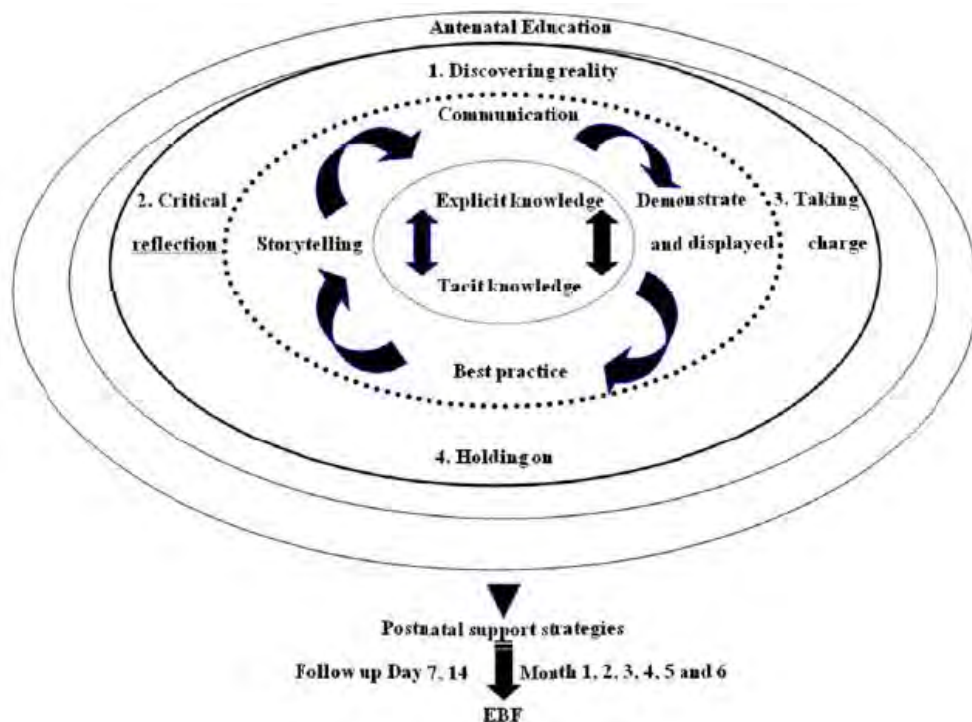 Antenatal Education
1. Discovering reality
Communication
2. Critical
reflection
Storytelling
Explicit knowledge
Tacit knowledge
Demonstrate
and displayed
3. Taking
charge
Best practice
4. Holding on
Postnatal support strategies
Follow up Day 7, 14
Month 1, 2, 3, 4, 5 and 6
EBF